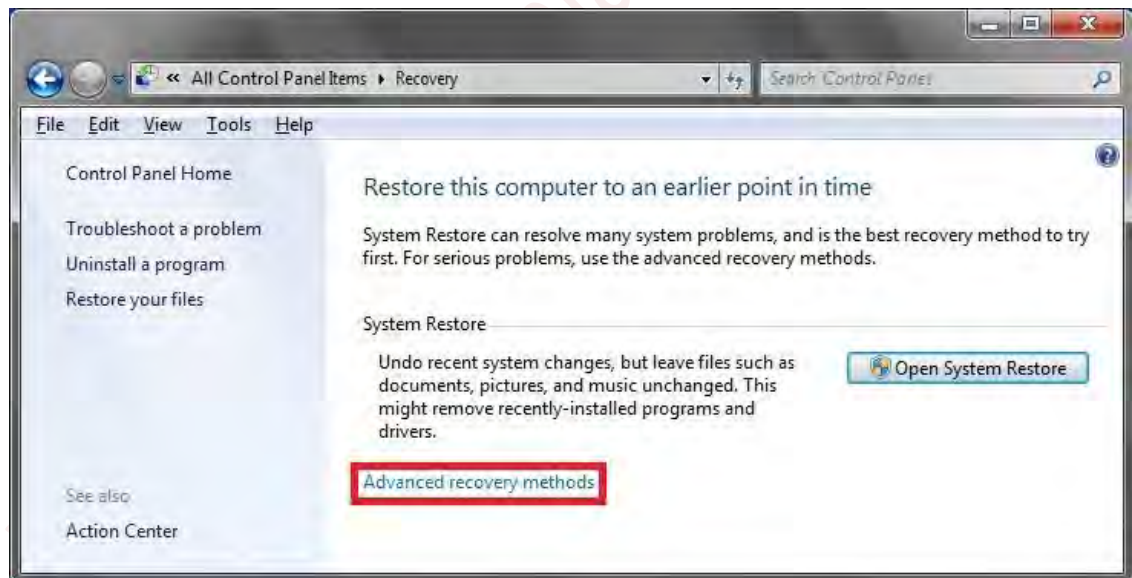 « All Control Panel Items ▸ Recovery
Search Control Panel
File Edit View Tools Help
Control Panel Home
Troubleshoot a problem
Uninstall a program
Restore your files
See also
Action Center
Restore this computer to an earlier point in time
System Restore can resolve many system problems, and is the best recovery method to try
first. For serious problems, use the advanced recovery methods.
System Restore
Undo recent system changes, but leave files such as
documents, pictures, and music unchanged. This
might remove recently-installed programs and
drivers.
Open System Restore
Advanced recovery methods